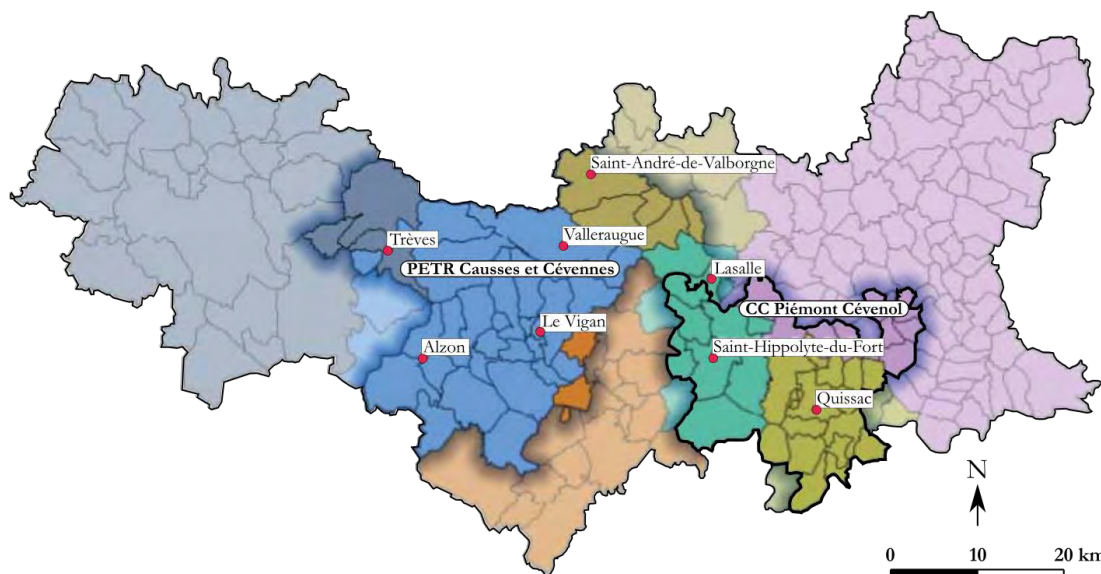 Saint-André-de-Valborgne
Valleraugue
Trèves
PETR Causses et Cévennes
Lasalle
CC Piémont Cévenol
Le Vigan
Alzon
Saint-Hippolyte-du-Fort
Quissac
N
0 10 20 km